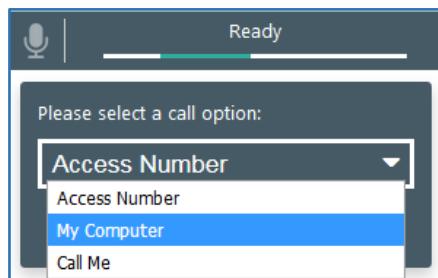 Ready
Please select a call option:
Access Number
Access Number
My Computer
Call Me